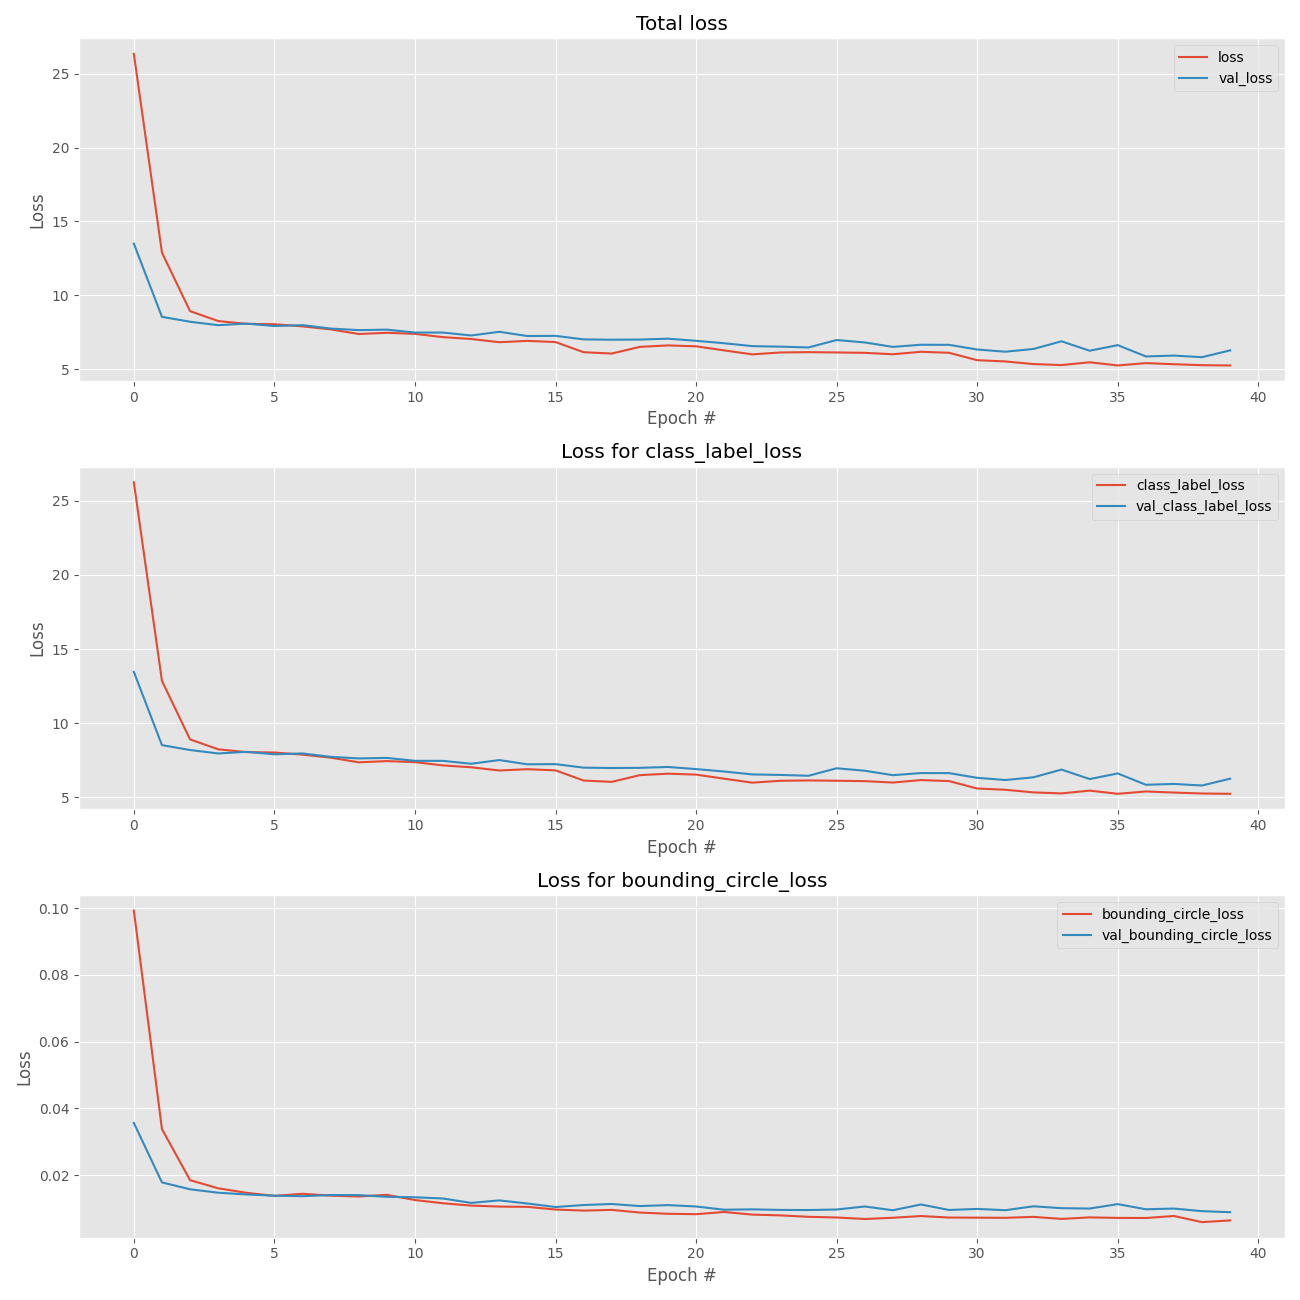 Total loss
loss
val_loss
25
20
15
10
5
Loss
0 5 10 15 20 25 30 35 40
Epoch #
Loss for class_label_loss
class_label_loss
val_class_label_loss
25
20
15
10
5
Loss
0 5 10 15 20 25 30 35 40
Epoch #
Loss for bounding_circle_loss
bounding_circle_loss
val_bounding_circle_loss
0.10
0.08
0.06
0.04
0.02
Loss
0 5 10 15 20 25 30 35 40
Epoch #